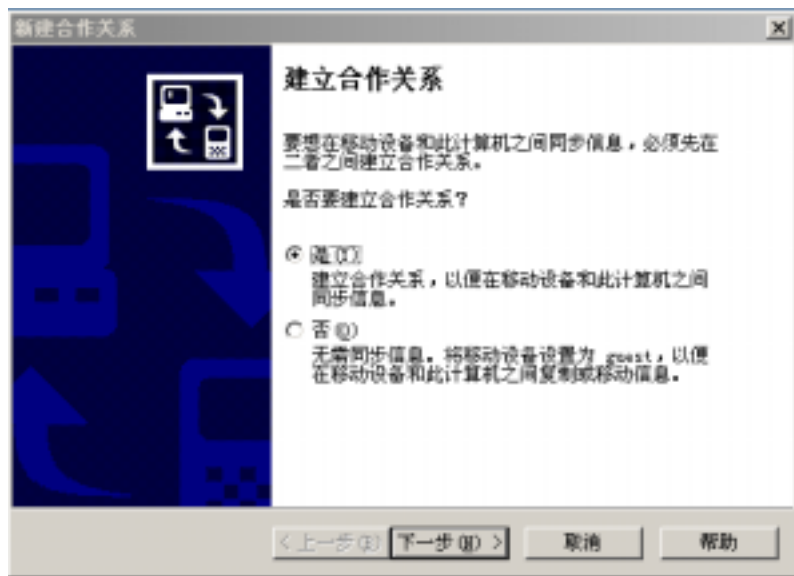 新建合作关系
建立合作关系
要想在移动设备和此计算机之间同步信息，必须先在
二者之间建立合作关系。
是否要建立合作关系？
是(Y)
建立合作关系，以便在移动设备和此计算机之间
同步信息。
否(O)
无需同步信息。将移动设备设置为 guest，以便
在移动设备和此计算机之间复制或移动信息。
< 上一步(B)
下一步(N) >
取消
帮助